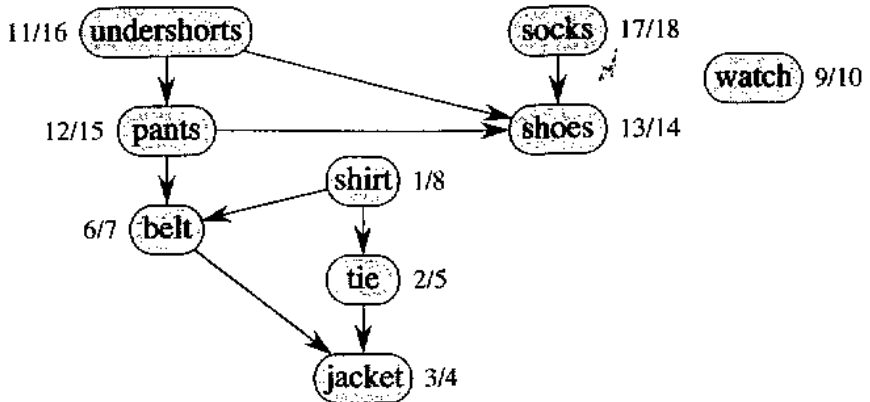 11/16 undershorts socks 17/18
watch 9/10
12/15 pants shoes 13/14
shirt 1/8
6/7 belt
tie 2/5
jacket 3/4